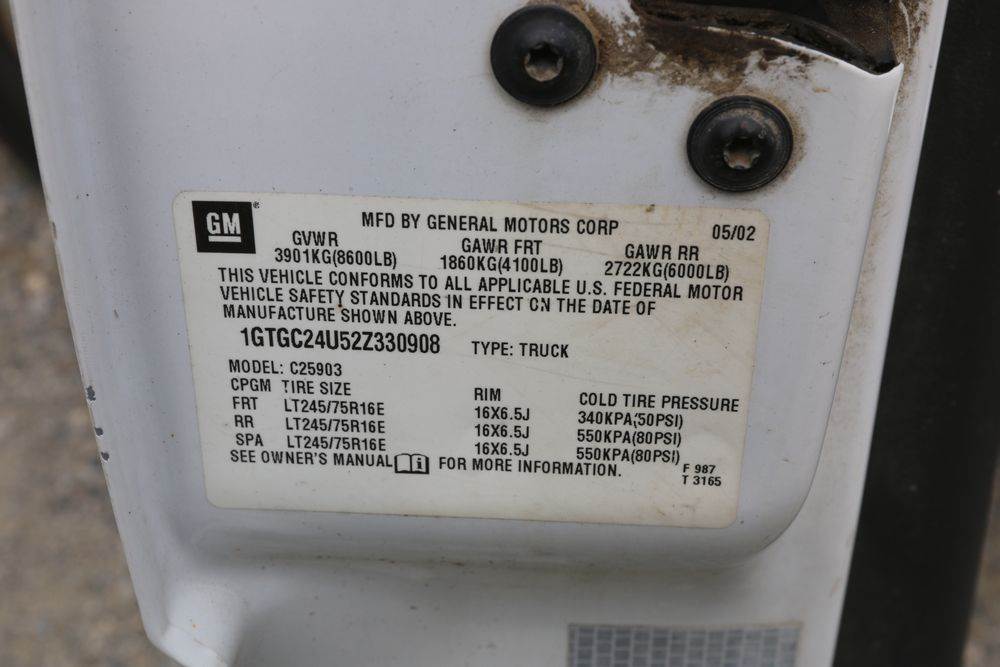 GM ® MFD BY GENERAL MOTORS CORP 05/02
GVWR GAWR FRT GAWR RR
3901KG(8600LB) 1860KG(4100LB) 2722KG(6000LB)
THIS VEHICLE CONFORMS TO ALL APPLICABLE U.S. FEDERAL MOTOR
VEHICLE SAFETY STANDARDS IN EFFECT ON THE DATE OF
MANUFACTURE SHOWN ABOVE.
1GTGC24U52Z330908 TYPE: TRUCK
MODEL: C25903
CPGM TIRE SIZE RIM COLD TIRE PRESSURE
FRT LT245/75R16E 16X6.5J 340KPA(50PSI)
RR LT245/75R16E 16X6.5J 550KPA(80PSI)
SPA LT245/75R16E 16X6.5J 550KPA(80PSI)
SEE OWNER'S MANUAL FOR MORE INFORMATION. F 987
T 3165